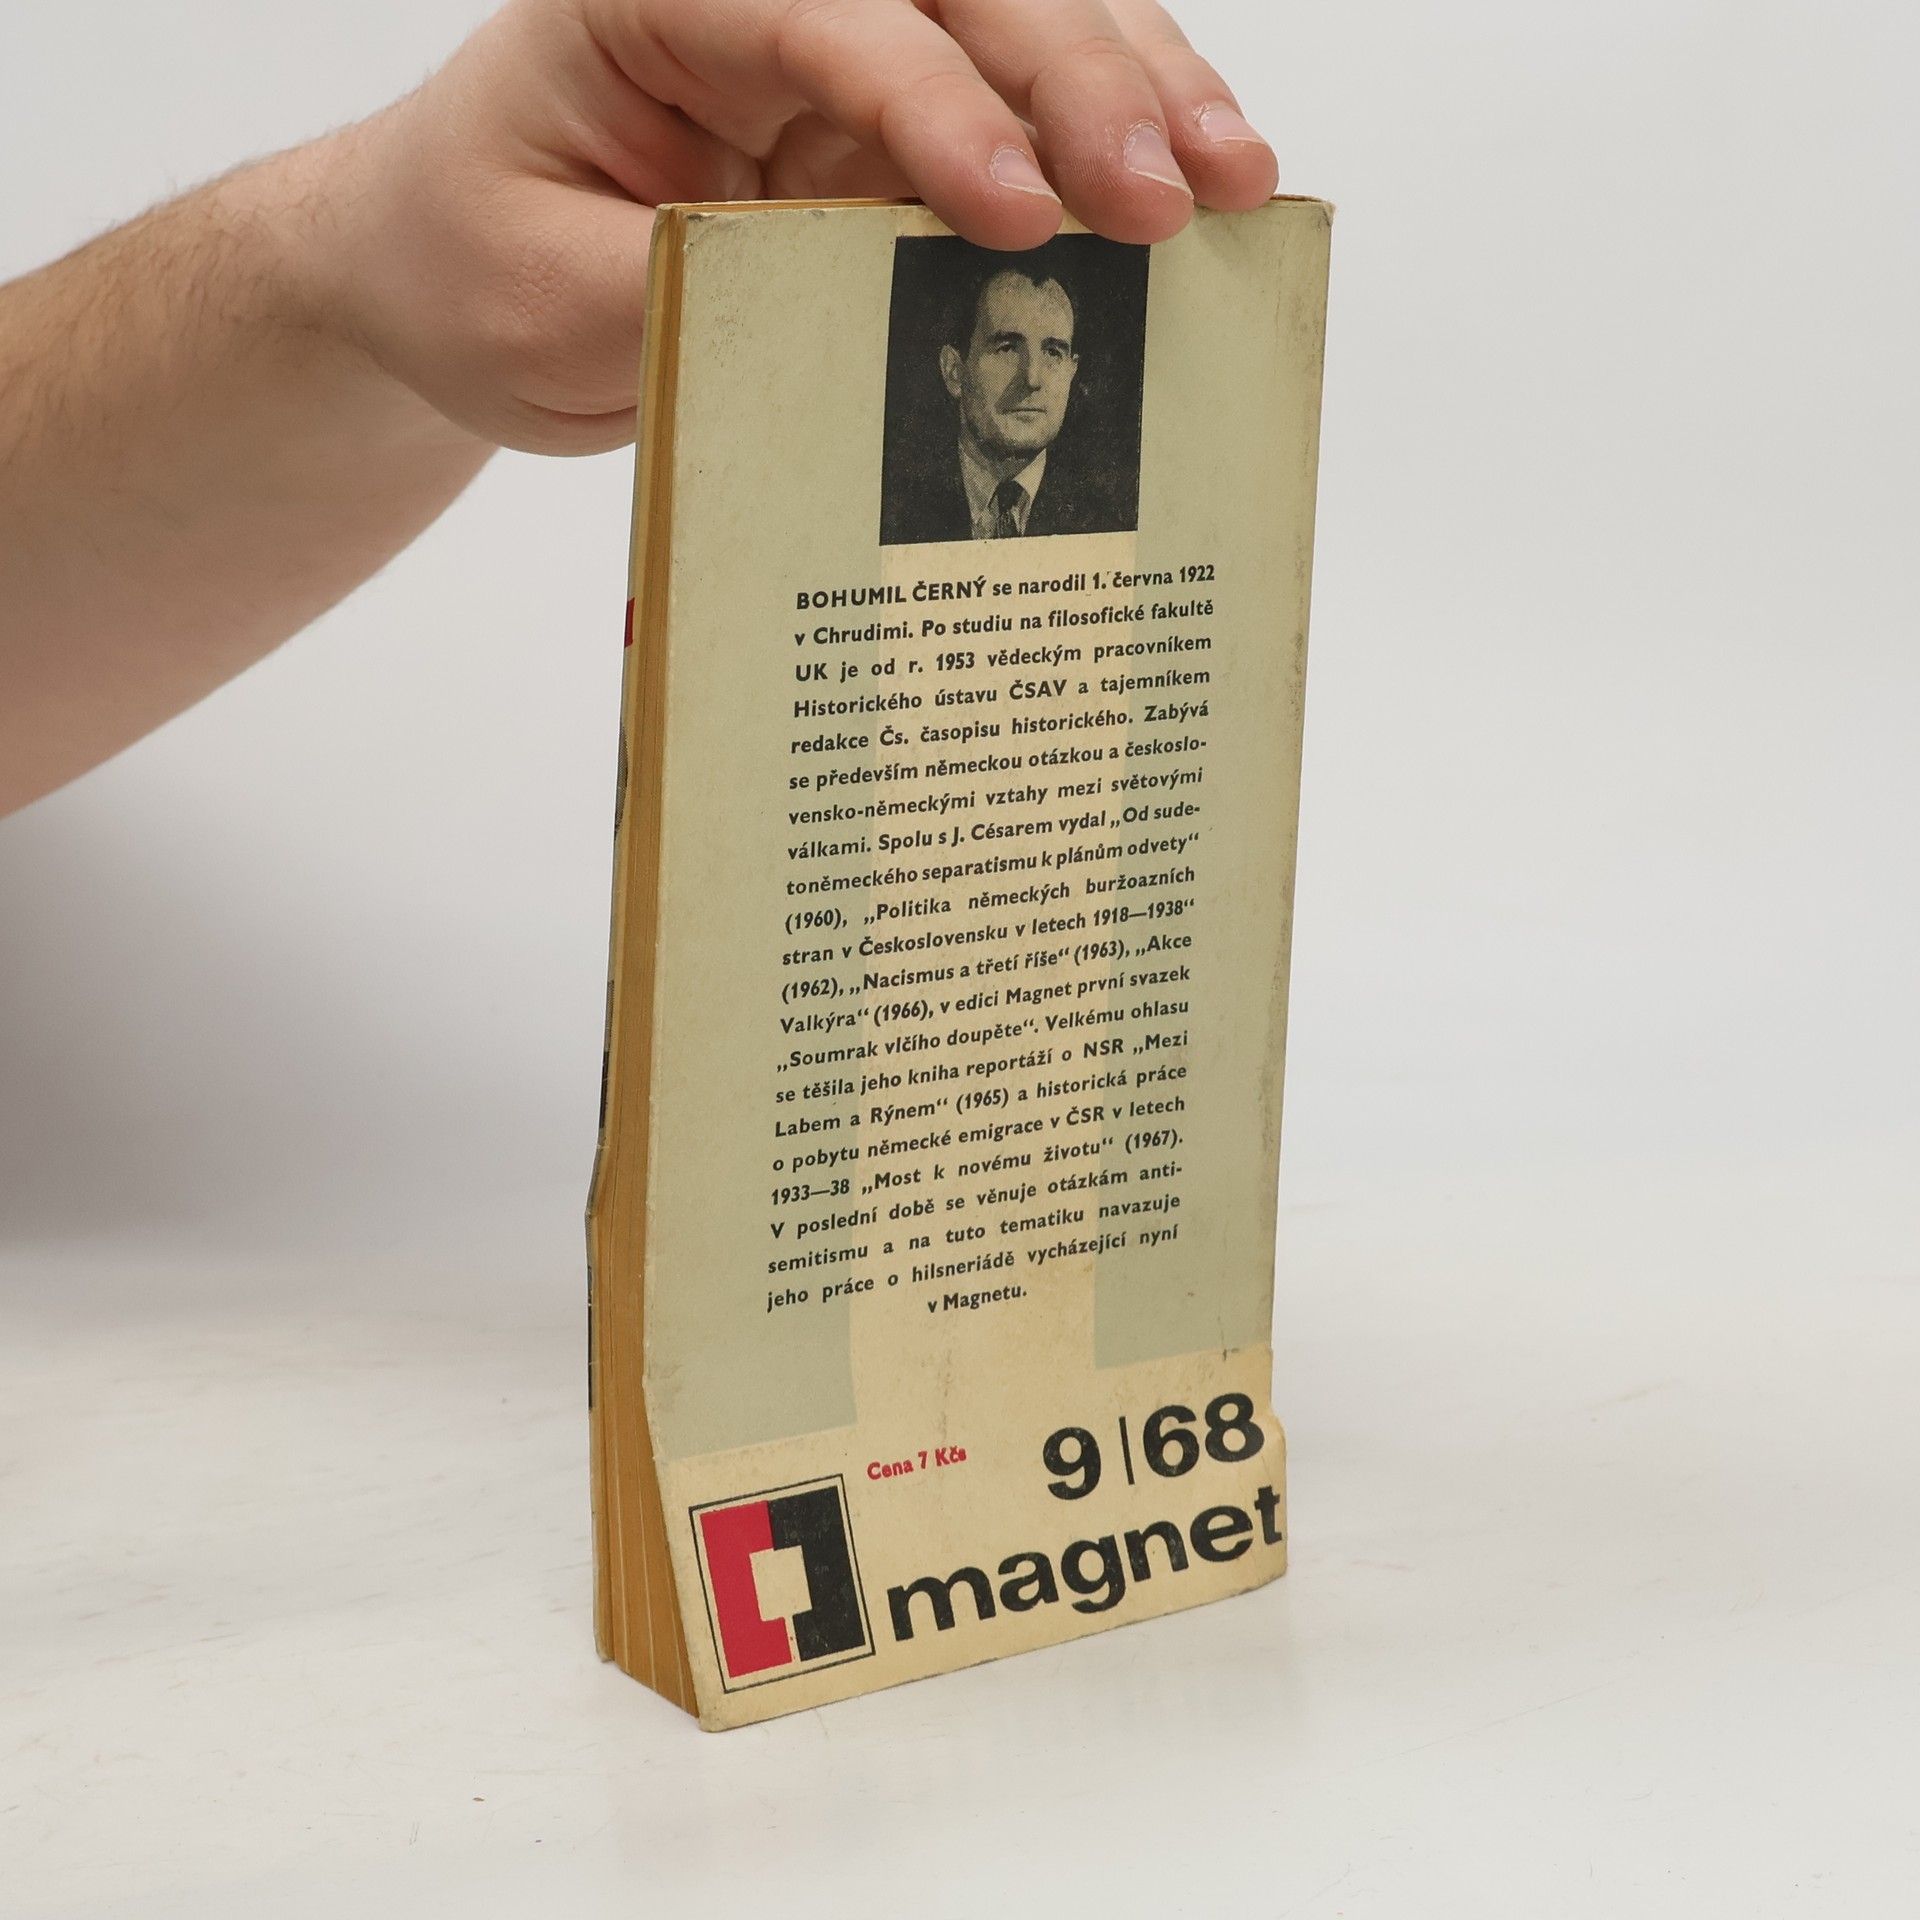 BOHUMIL ČERNÝ se narodil 1. června 1922
v Chrudimi. Po studiu na filosofické fakultě
UK je od r. 1953 vědeckým pracovníkem
Historického ústavu ČSAV a tajemníkem
redakce Čs. časopisu historického. Zabývá
se především německou otázkou a českoslo-
vensko-německými vztahy mezi světovými
válkami. Spolu s J. Césarem vydal „Od sude-
toněmeckého separatismu k plánům odvety“
(1960), „Politika německých buržoazních
stran v Československu v letech 1918—1938“
(1962), „Nacismus a třetí říše“ (1963), „Akce
Valkýra“ (1966), v edici Magnet první svazek
„Soumrak vlčího doupěte“. Velkému ohlasu
se těšila jeho kniha reportáží o NSR „Mezi
Labem a Rýnem“ (1965) a historická práce
o pobytu německé emigrace v ČSR v letech
1933—38 „Most k novému životu“ (1967).
V poslední době se věnuje otázkám anti-
semitismu a na tuto tematiku navazuje
jeho práce o hilsneriádě vycházející nyní
v Magnetu.
Cena 7 Kčs
9|68
magnet